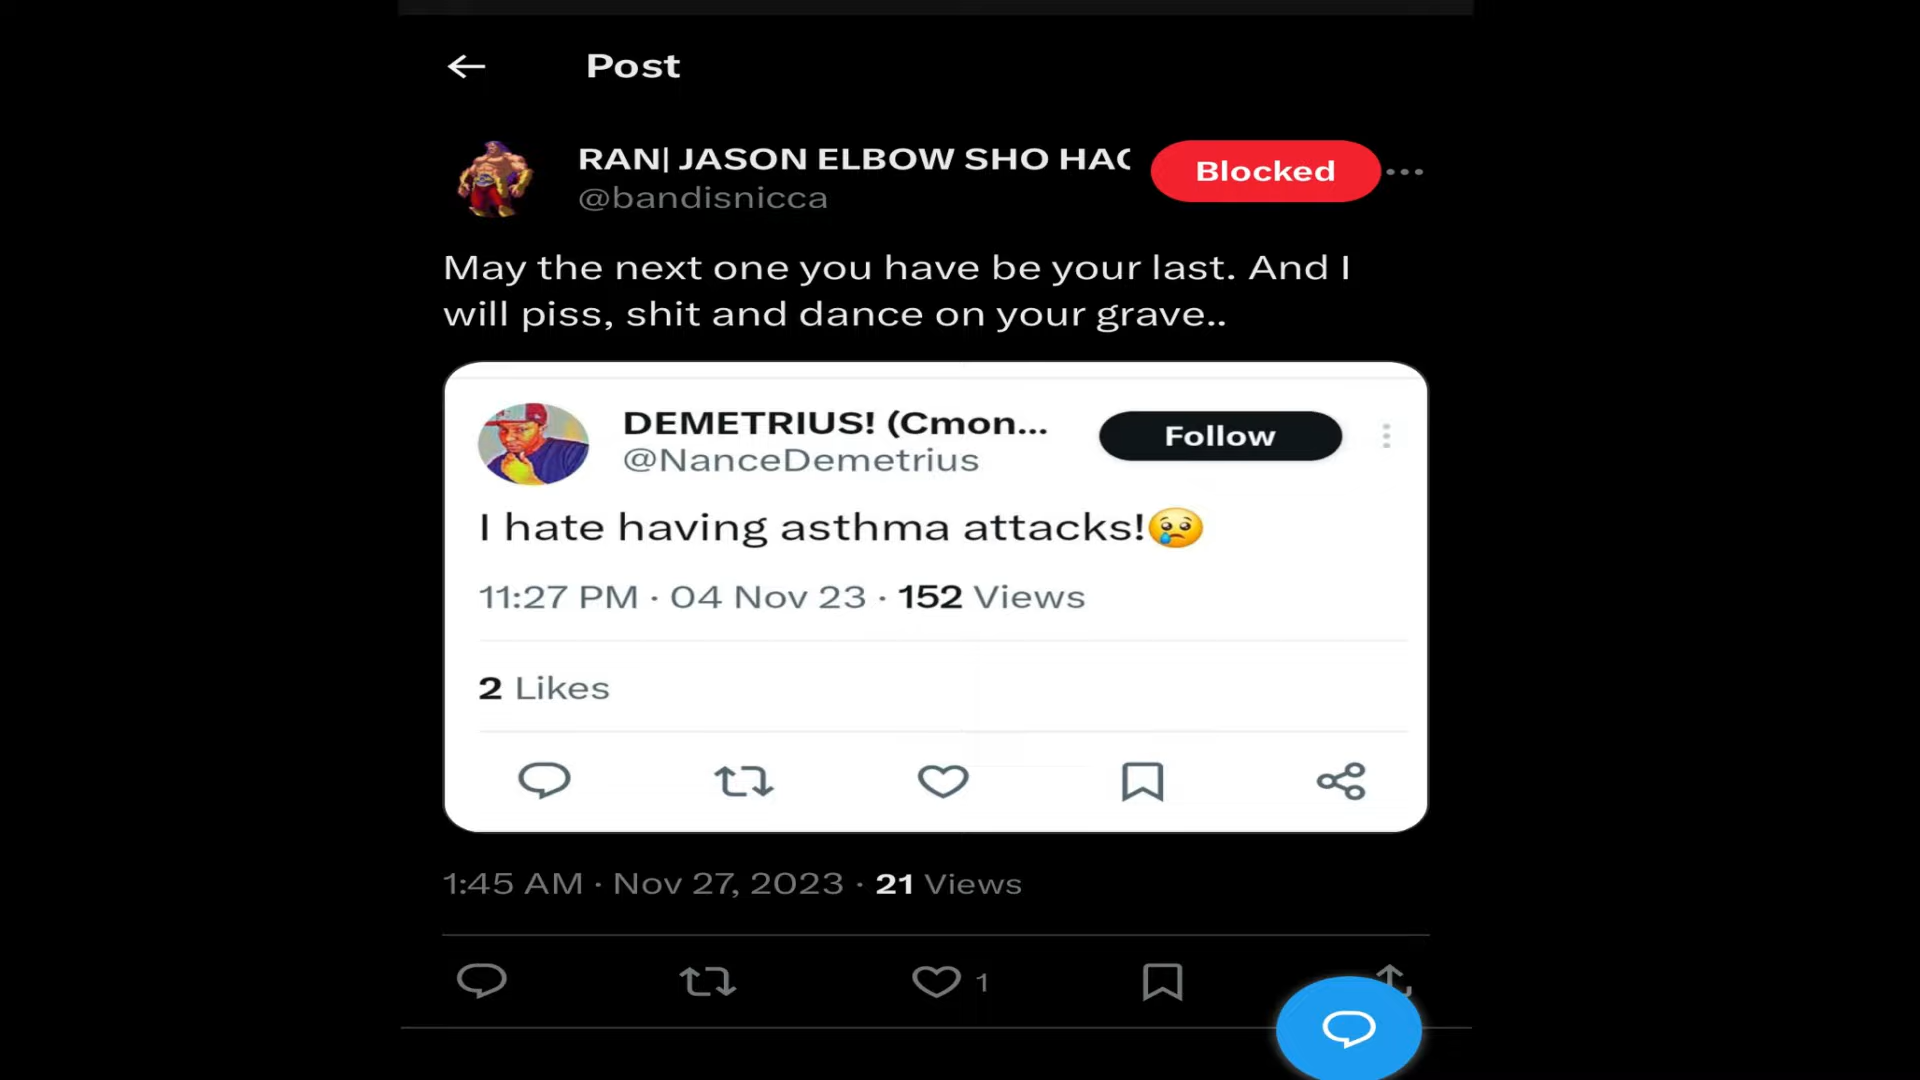 Post
RAN| JASON ELBOW SHO HAC
Blocked
@bandisnicca
May the next one you have be your last. And I
will piss, shit and dance on your grave..
DEMETRIUS! (Cmon...
Follow
@NanceDemetrius
I hate having asthma attacks!😢
11:27 PM · 04 Nov 23 · 152 Views
2 Likes
1:45 AM · Nov 27, 2023 · 21 Views
1